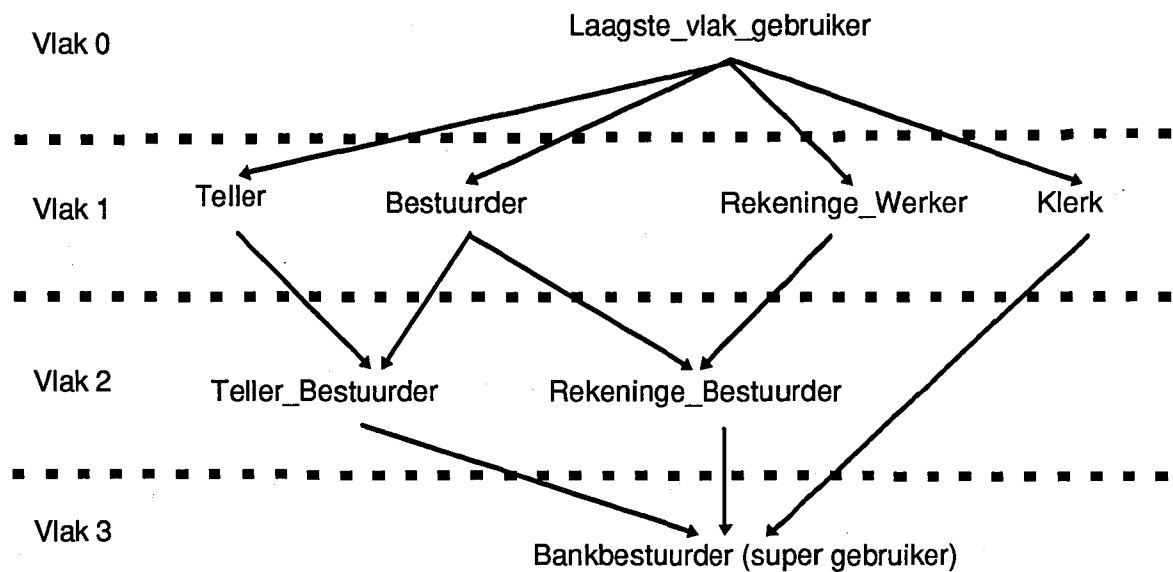 Vlak 0
Laagste_vlak_gebruiker
Vlak 1
Teller
Bestuurder
Rekeninge_Werker
Klerk
Vlak 2
Teller_Bestuurder
Rekeninge_Bestuurder
Vlak 3
Bankbestuurder (super gebruiker)